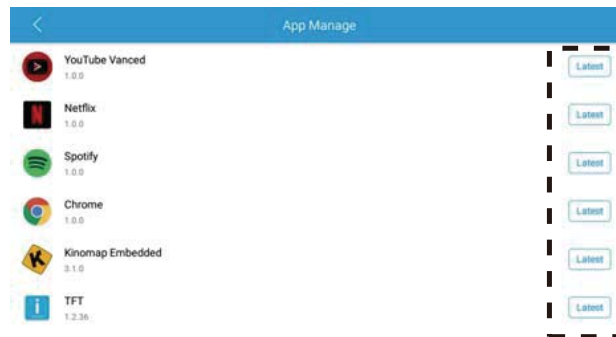 App Manage
YouTube Vanced
1.0.0
Latest
Netflix
1.0.0
Latest
Spotify
1.0.0
Latest
Chrome
1.0.0
Latest
Kinomap Embedded
3.1.0
Latest
TFT
1.2.36
Latest